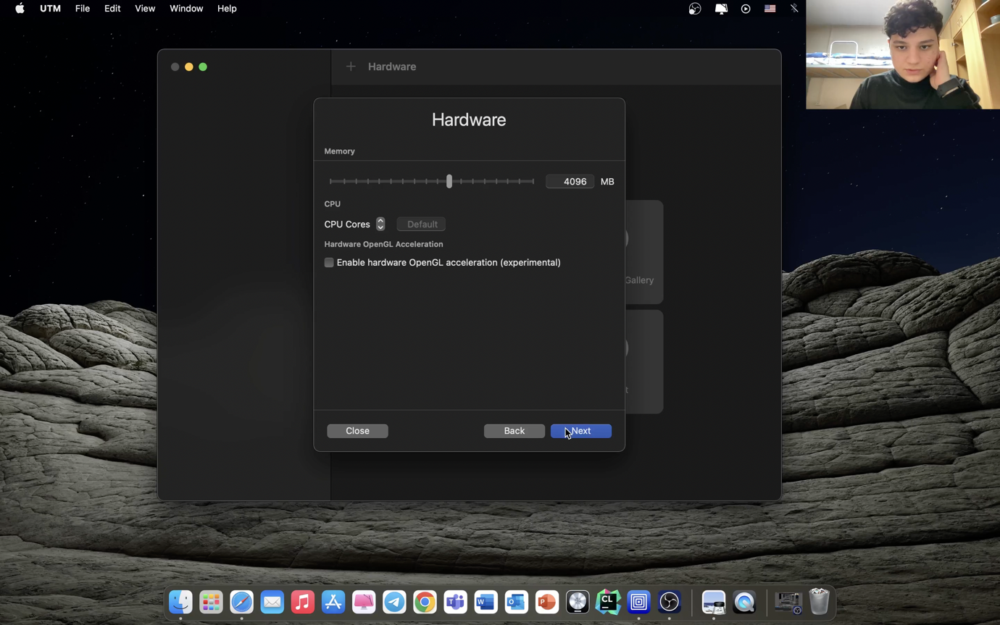 UTM File Edit View Window Help
Hardware
Hardware
Memory
4096 MB
CPU
CPU Cores Default
Hardware OpenGL Acceleration
Enable hardware OpenGL acceleration (experimental)
Gallery
t
Close Back Next
CL